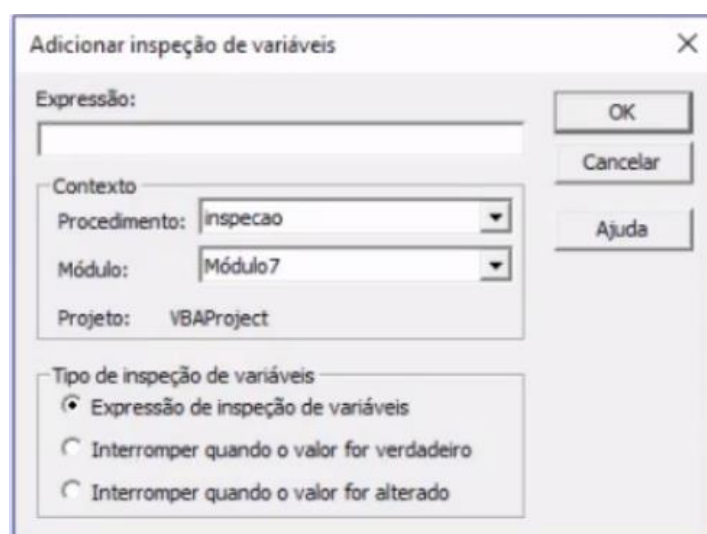 Adicionar inspeção de variáveis
Expressão:
OK
Cancelar
Ajuda
Contexto
Procedimento: inspecao
Módulo: Módulo7
Projeto: VBAProject
Tipo de inspeção de variáveis
Expressão de inspeção de variáveis
Interromper quando o valor for verdadeiro
Interromper quando o valor for alterado